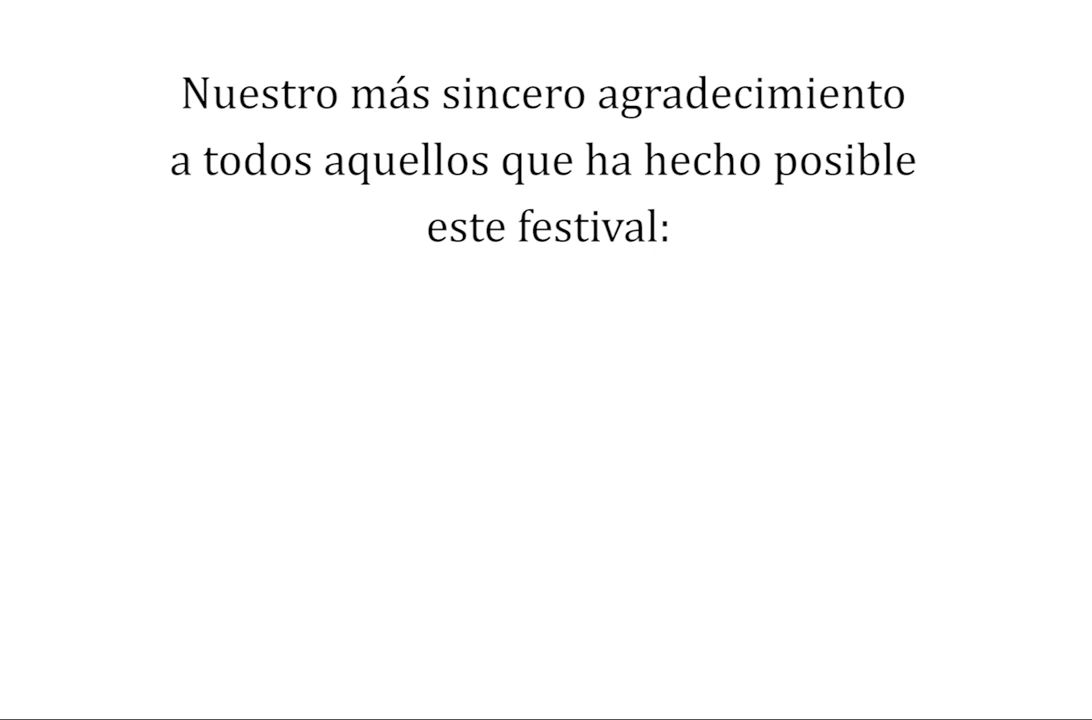 Nuestro más sincero agradecimiento
a todos aquellos que ha hecho posible
este festival: